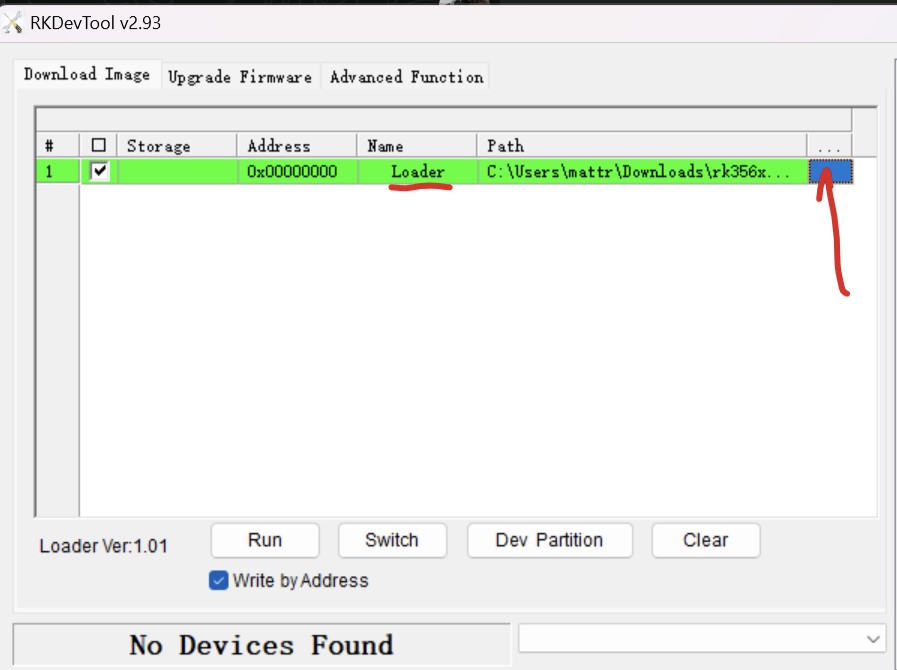 RKDevTool v2.93
Download Image Upgrade Firmware Advanced Function
# Storage Address Name Path ...
1 0x00000000 Loader C:\Users\mattr\Downloads\rk356x...
Loader Ver:1.01 Run Switch Dev Partition Clear
Write by Address
No Devices Found